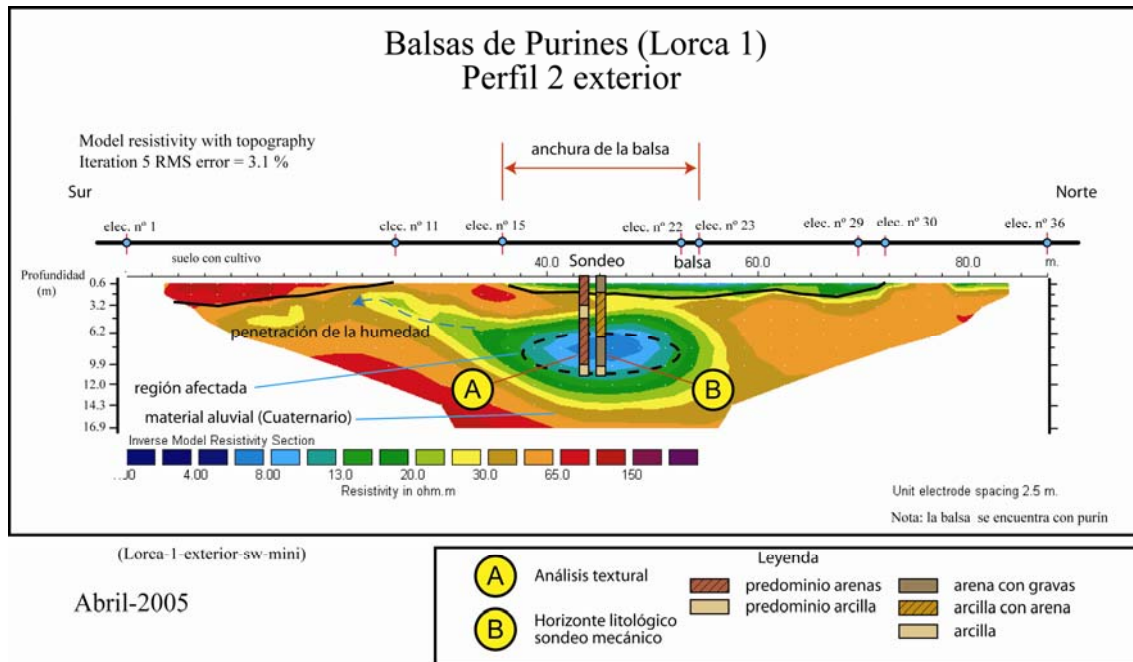 Balsas de Purines (Lorca 1)
Perfil 2 exterior
Model resistivity with topography
Iteration 5 RMS error = 3.1 %
anchura de la balsa
Sur
Norte
elec. nº 1
elec. nº 11
elec. nº 15
elec. nº 22
elec. nº 23
elec. nº 29
elec. nº 30
elec. nº 36
suelo con cultivo
40.0
Sondeo
balsa
60.0
80.0
m.
Profundidad
(m)
0.6
3.2
6.2
9.9
12.0
14.3
16.9
penetración de la humedad
región afectada
material aluvial (Cuaternario)
A
B
Inverse Model Resistivity Section
4.00
8.00
13.0
20.0
30.0
65.0
150
Resistivity in ohm.m
Unit electrode spacing 2.5 m.
Nota: la balsa se encuentra con purin
(Lorca-1-exterior-sw-mini)
Abril-2005
Leyenda
A
Análisis textural
B
Horizonte litológico
sondeo mecánico
predominio arenas
predominio arcilla
arena con gravas
arcilla con arena
arcilla